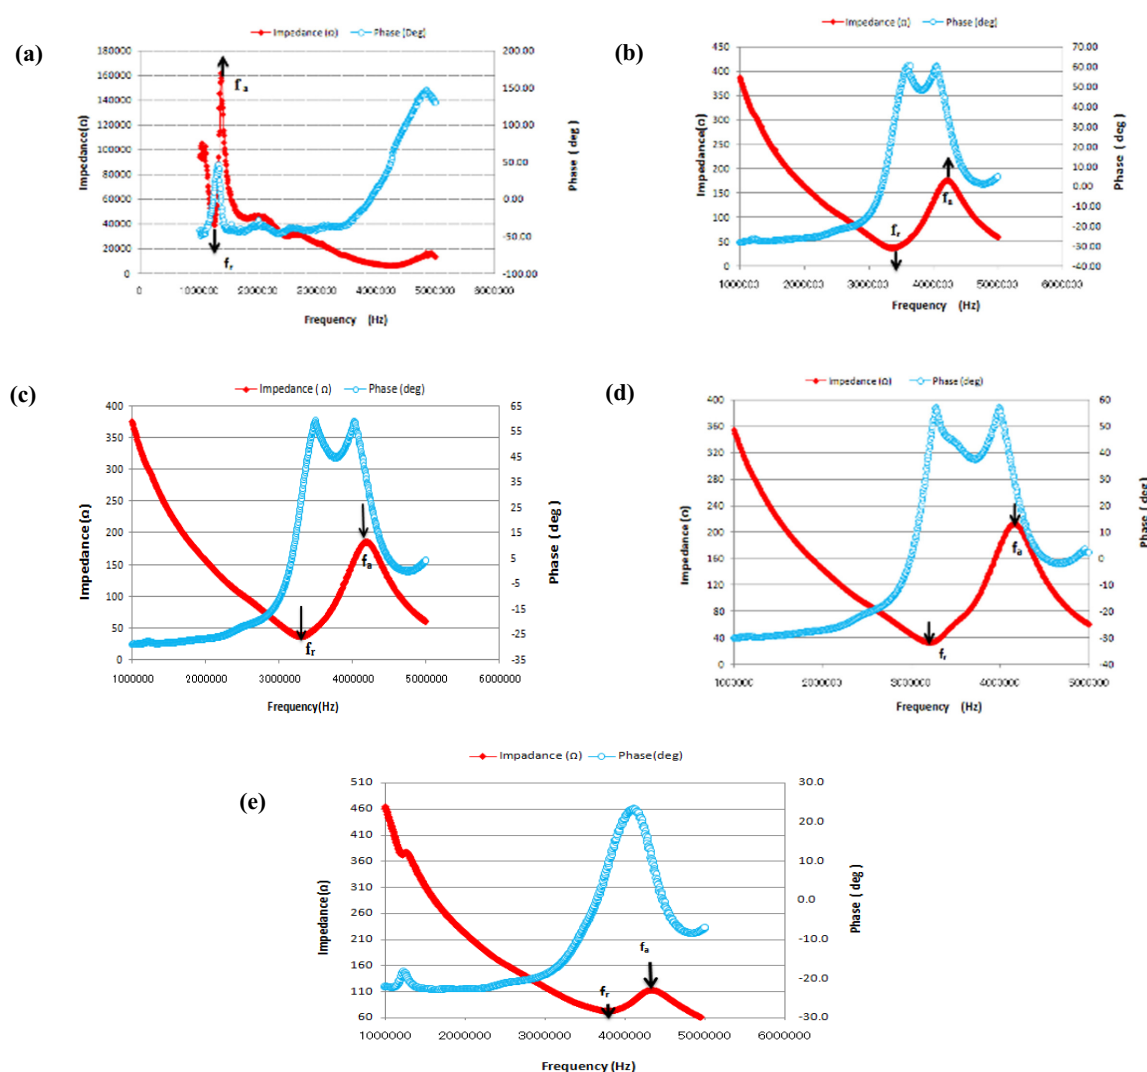 (a)
Impedance (Ω) Phase (Deg)
180000 160000 140000 120000 100000 80000 60000 40000 20000 0
Impedance(Ω)
200.00 150.00 100.00 50.00 0.00 -50.00 -100.00
Phase ( deg)
fa
fr
0 1000000 2000000 3000000 4000000 5000000 6000000
Frequency (Hz)
(b)
Impedance (Ω) Phase (deg)
450 400 350 300 250 200 150 100 50 0
Impedance(Ω)
70.00 60.00 50.00 40.00 30.00 20.00 10.00 0.00 -10.00 -20.00 -30.00 -40.00
Phase ( deg )
fa
fr
1000000 2000000 3000000 4000000 5000000 6000000
Frequency (Hz)
(c)
Impedance ( Ω) Phase (deg)
400 350 300 250 200 150 100 50 0
Impedance (Ω)
65 55 45 35 25 15 5 -5 -15 -25 -35
Phase ( deg )
fa
fr
1000000 2000000 3000000 4000000 5000000 6000000
Frequency(Hz)
(d)
Impedance (Ω) Phase (deg)
400 360 320 280 240 200 160 120 80 40 0
Impedance (Ω)
60 50 40 30 20 10 0 -10 -20 -30 -40
Phase ( deg )
fa
fr
1000000 2000000 3000000 4000000 5000000
Frequency (Hz)
(e)
Impadance (Ω) Phase(deg)
510 460 410 360 310 260 210 160 110 60
Impedance(Ω)
30.0 20.0 10.0 0.0 -10.0 -20.0 -30.0
Phase ( deg)
fa
fr
1000000 2000000 3000000 4000000 5000000 6000000
Frequency (Hz)